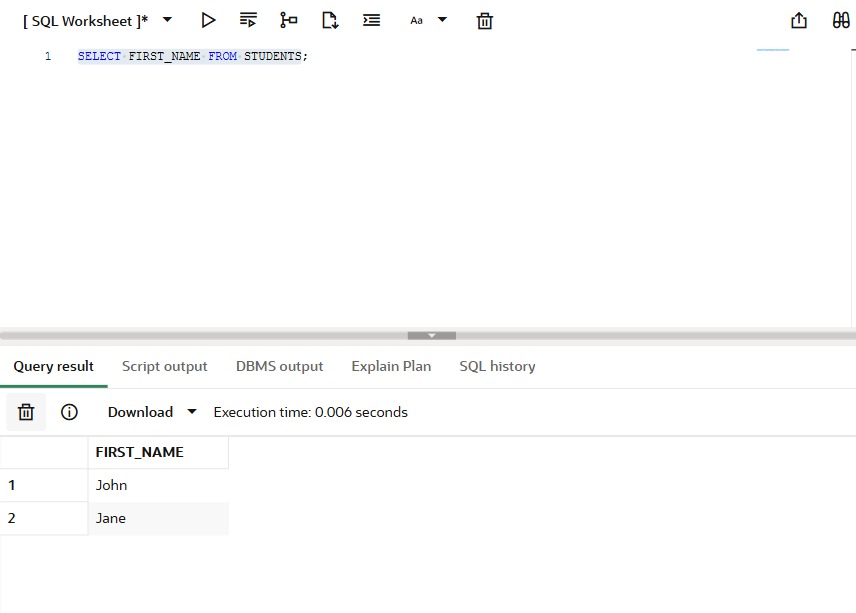 [ SQL Worksheet ]* Aa
1 SELECT FIRST_NAME FROM STUDENTS;
Query result Script output DBMS output Explain Plan SQL history
Download Execution time: 0.006 seconds
FIRST_NAME
1 John
2 Jane